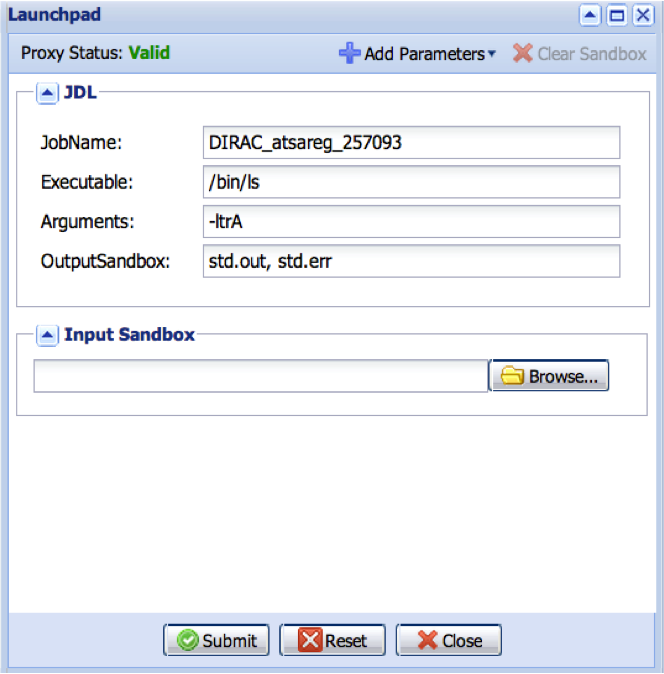 Launchpad
Proxy Status: Valid Add Parameters Clear Sandbox
JDL
JobName: DIRAC_atsareg_257093
Executable: /bin/ls
Arguments: -ltrA
OutputSandbox: std.out, std.err
Input Sandbox
Browse...
Submit Reset Close